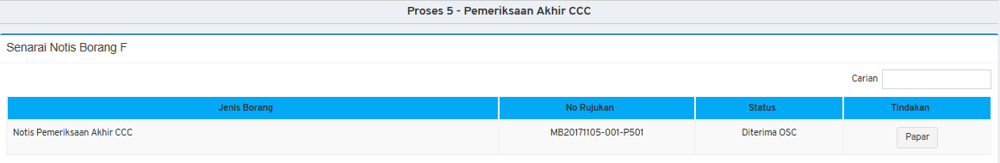 Proses 5 - Pemeriksaan Akhir CCC
Senarai Notis Borang F
Carian
Jenis Borang No Rujukan Status Tindakan
Notis Pemeriksaan Akhir CCC MB20171105-001-P501 Diterima OSC Papar